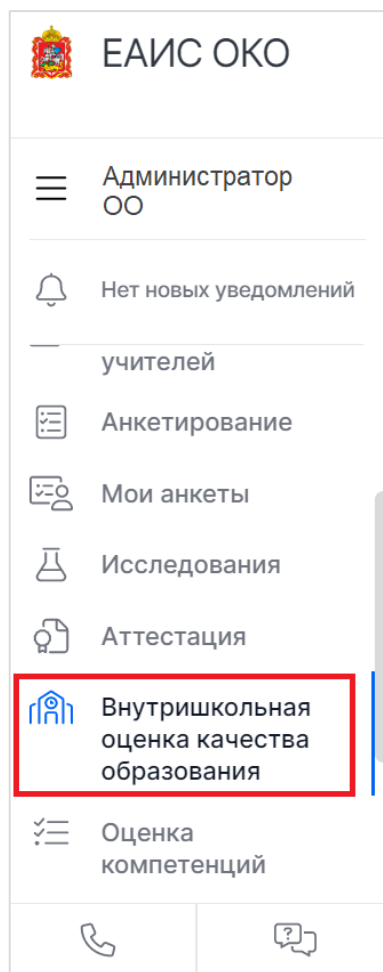 ЕАИС ОКО
Администратор
ОО
Нет новых уведомлений
учителей
Анкетирование
Мои анкеты
Исследования
Аттестация
Внутришкольная
оценка качества
образования
Оценка
компетенций